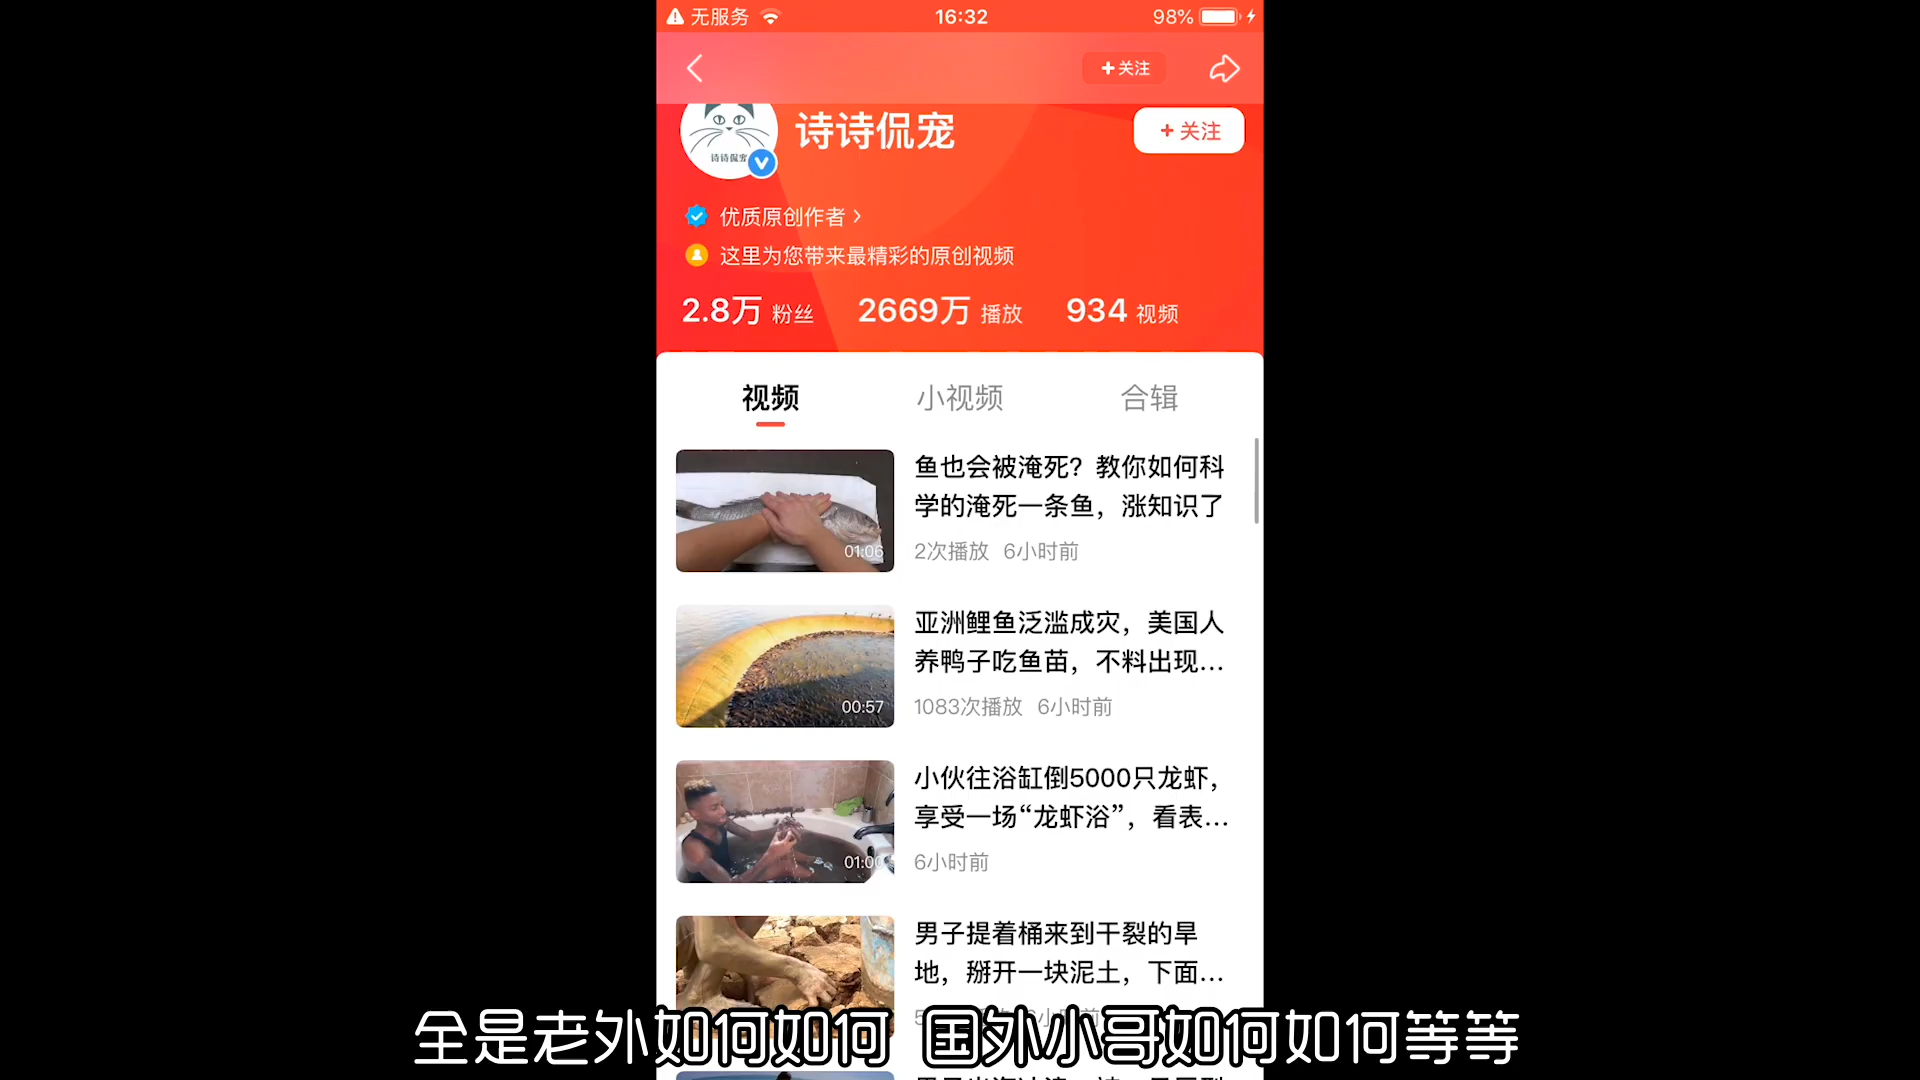 无服务
16:32
98%
+关注
诗诗侃宠
诗诗侃宠
+ 关注
优质原创作者
这里为您带来最精彩的原创视频
2.8万 粉丝 2669万 播放 934 视频
视频 小视频 合辑
鱼也会被淹死？教你如何科
学的淹死一条鱼，涨知识了
2次播放 6小时前
01:06
亚洲鲤鱼泛滥成灾，美国人
养鸭子吃鱼苗，不料出现...
1083次播放 6小时前
00:57
小伙往浴缸倒5000只龙虾，
享受一场“龙虾浴”，看表...
6小时前
01:00
男子提着桶来到干裂的旱
地，掰开一块泥土，下面...
全是老外如何如何 国外小哥如何如何等等